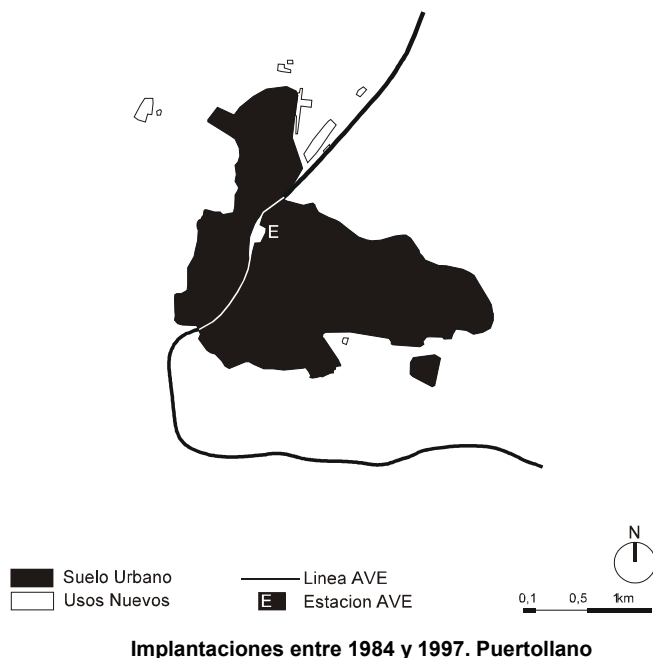 E
N
Suelo Urbano
Linea AVE
Usos Nuevos
E
Estacion AVE
0,1 0,5 1km
Implantaciones entre 1984 y 1997. Puertollano